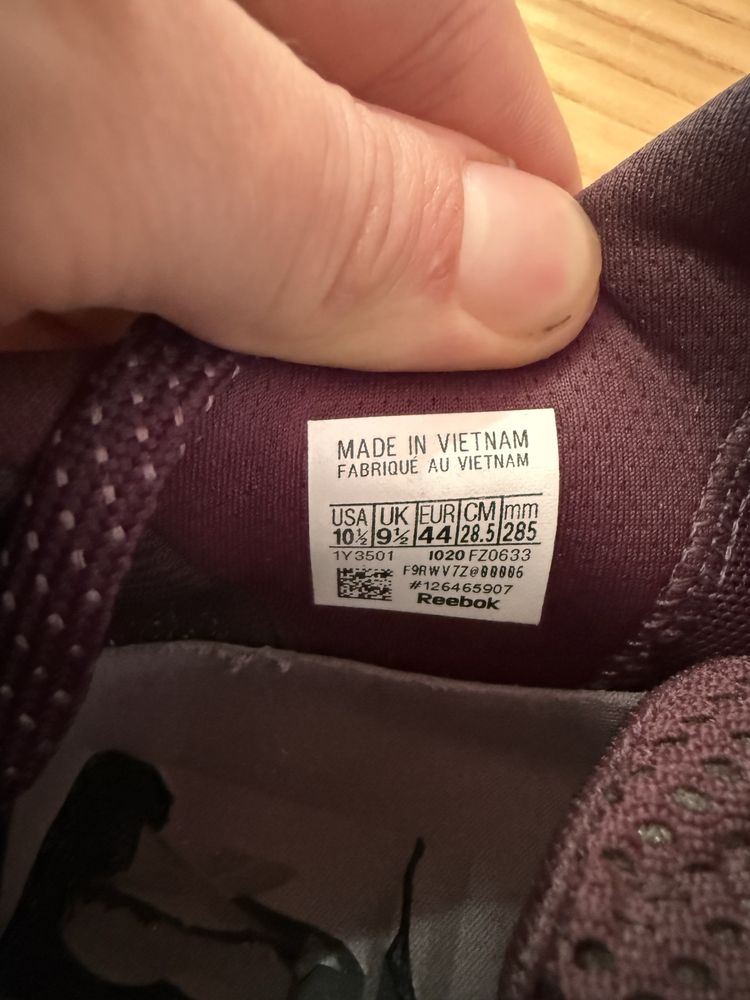 MADE IN VIETNAM
FABRIQUÉ AU VIETNAM
USA UK EUR CM mm
10½ 9½ 44 28.5 285
1Y3501 1020 FZ0633
F9RWV7Z@00006
#126465907
Reebok